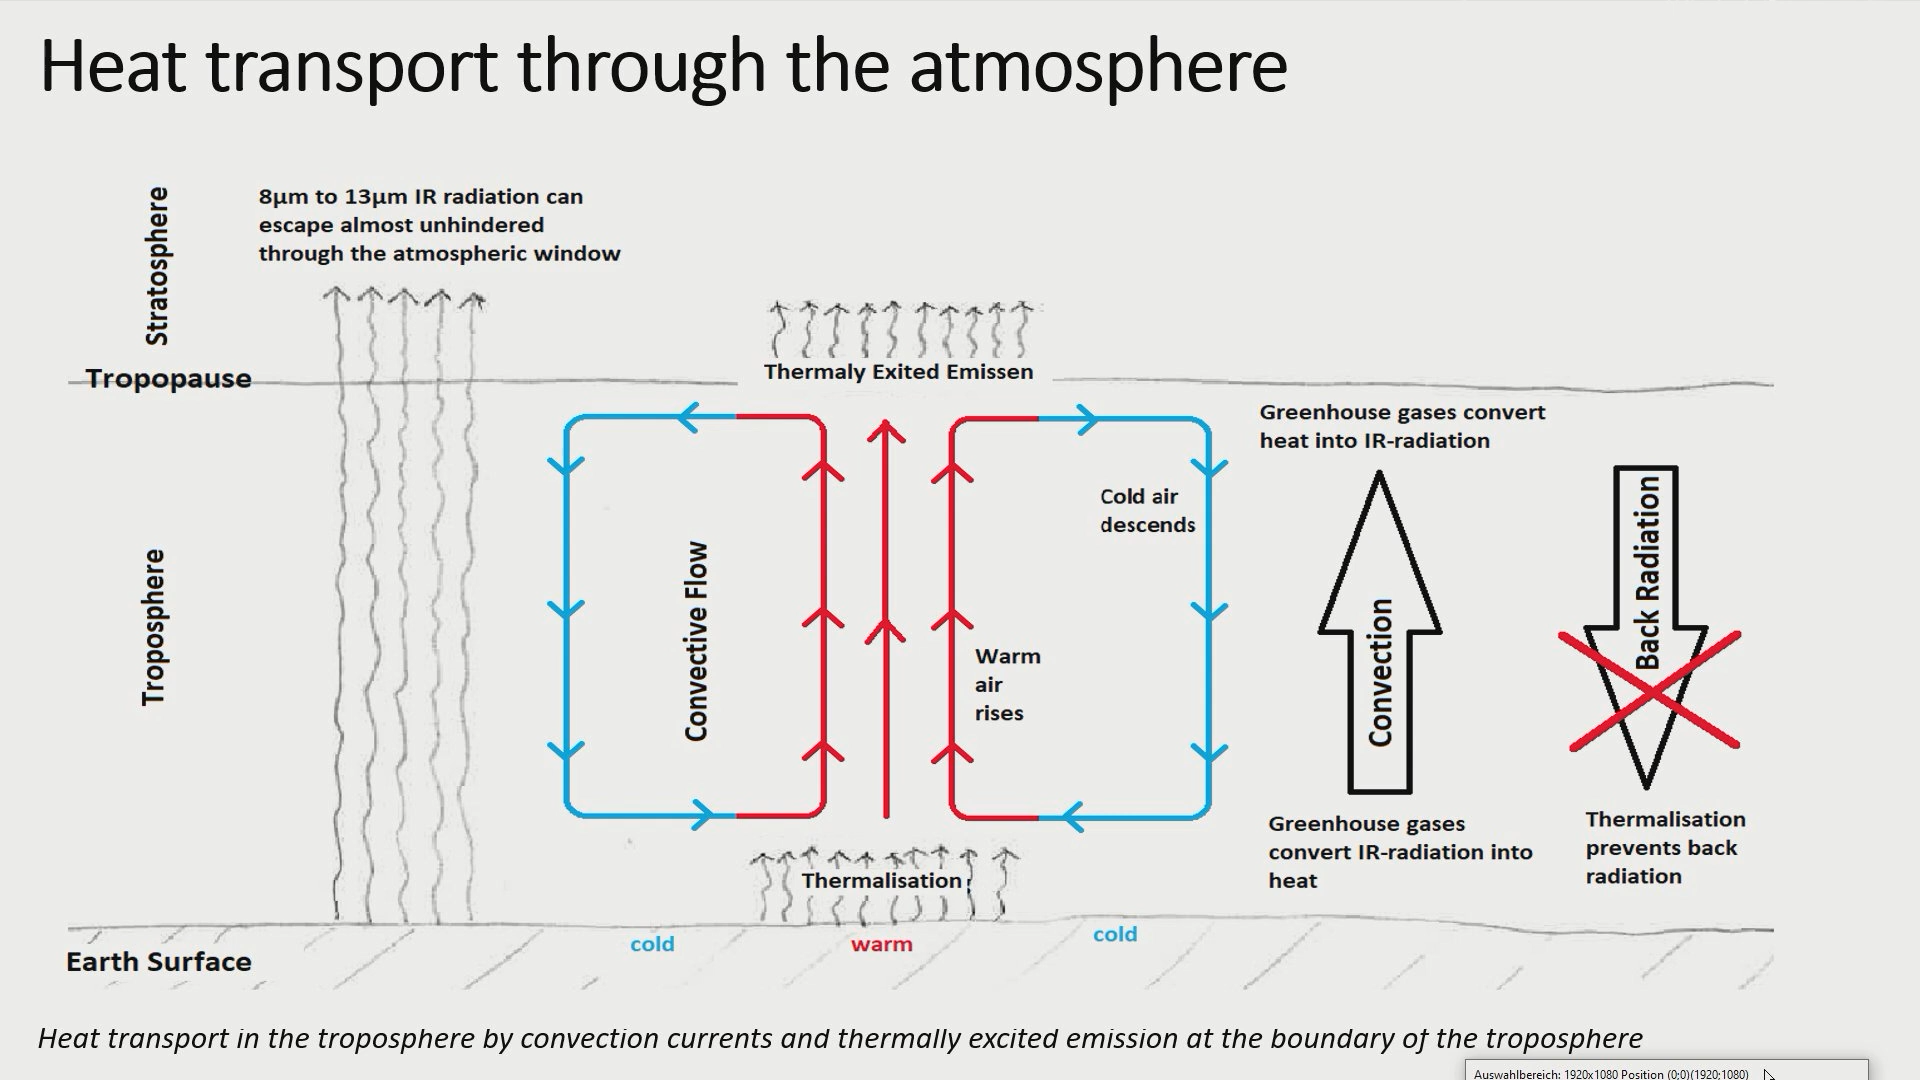 Heat transport through the atmosphere
Stratosphere
8µm to 13µm IR radiation can
escape almost unhindered
through the atmospheric window
Tropopause
Thermaly Exited Emissen
Greenhouse gases convert
heat into IR-radiation
Troposphere
Convective Flow
Cold air
descends
Warm
air
rises
Convection
Back Radiation
Greenhouse gases
convert IR-radiation into
heat
Thermalisation
prevents back
radiation
Thermalisation
cold
warm
cold
Earth Surface
Heat transport in the troposphere by convection currents and thermally excited emission at the boundary of the troposphere
Auswahlbereich: 1920x1080 Position (0;0)(1920;1080)